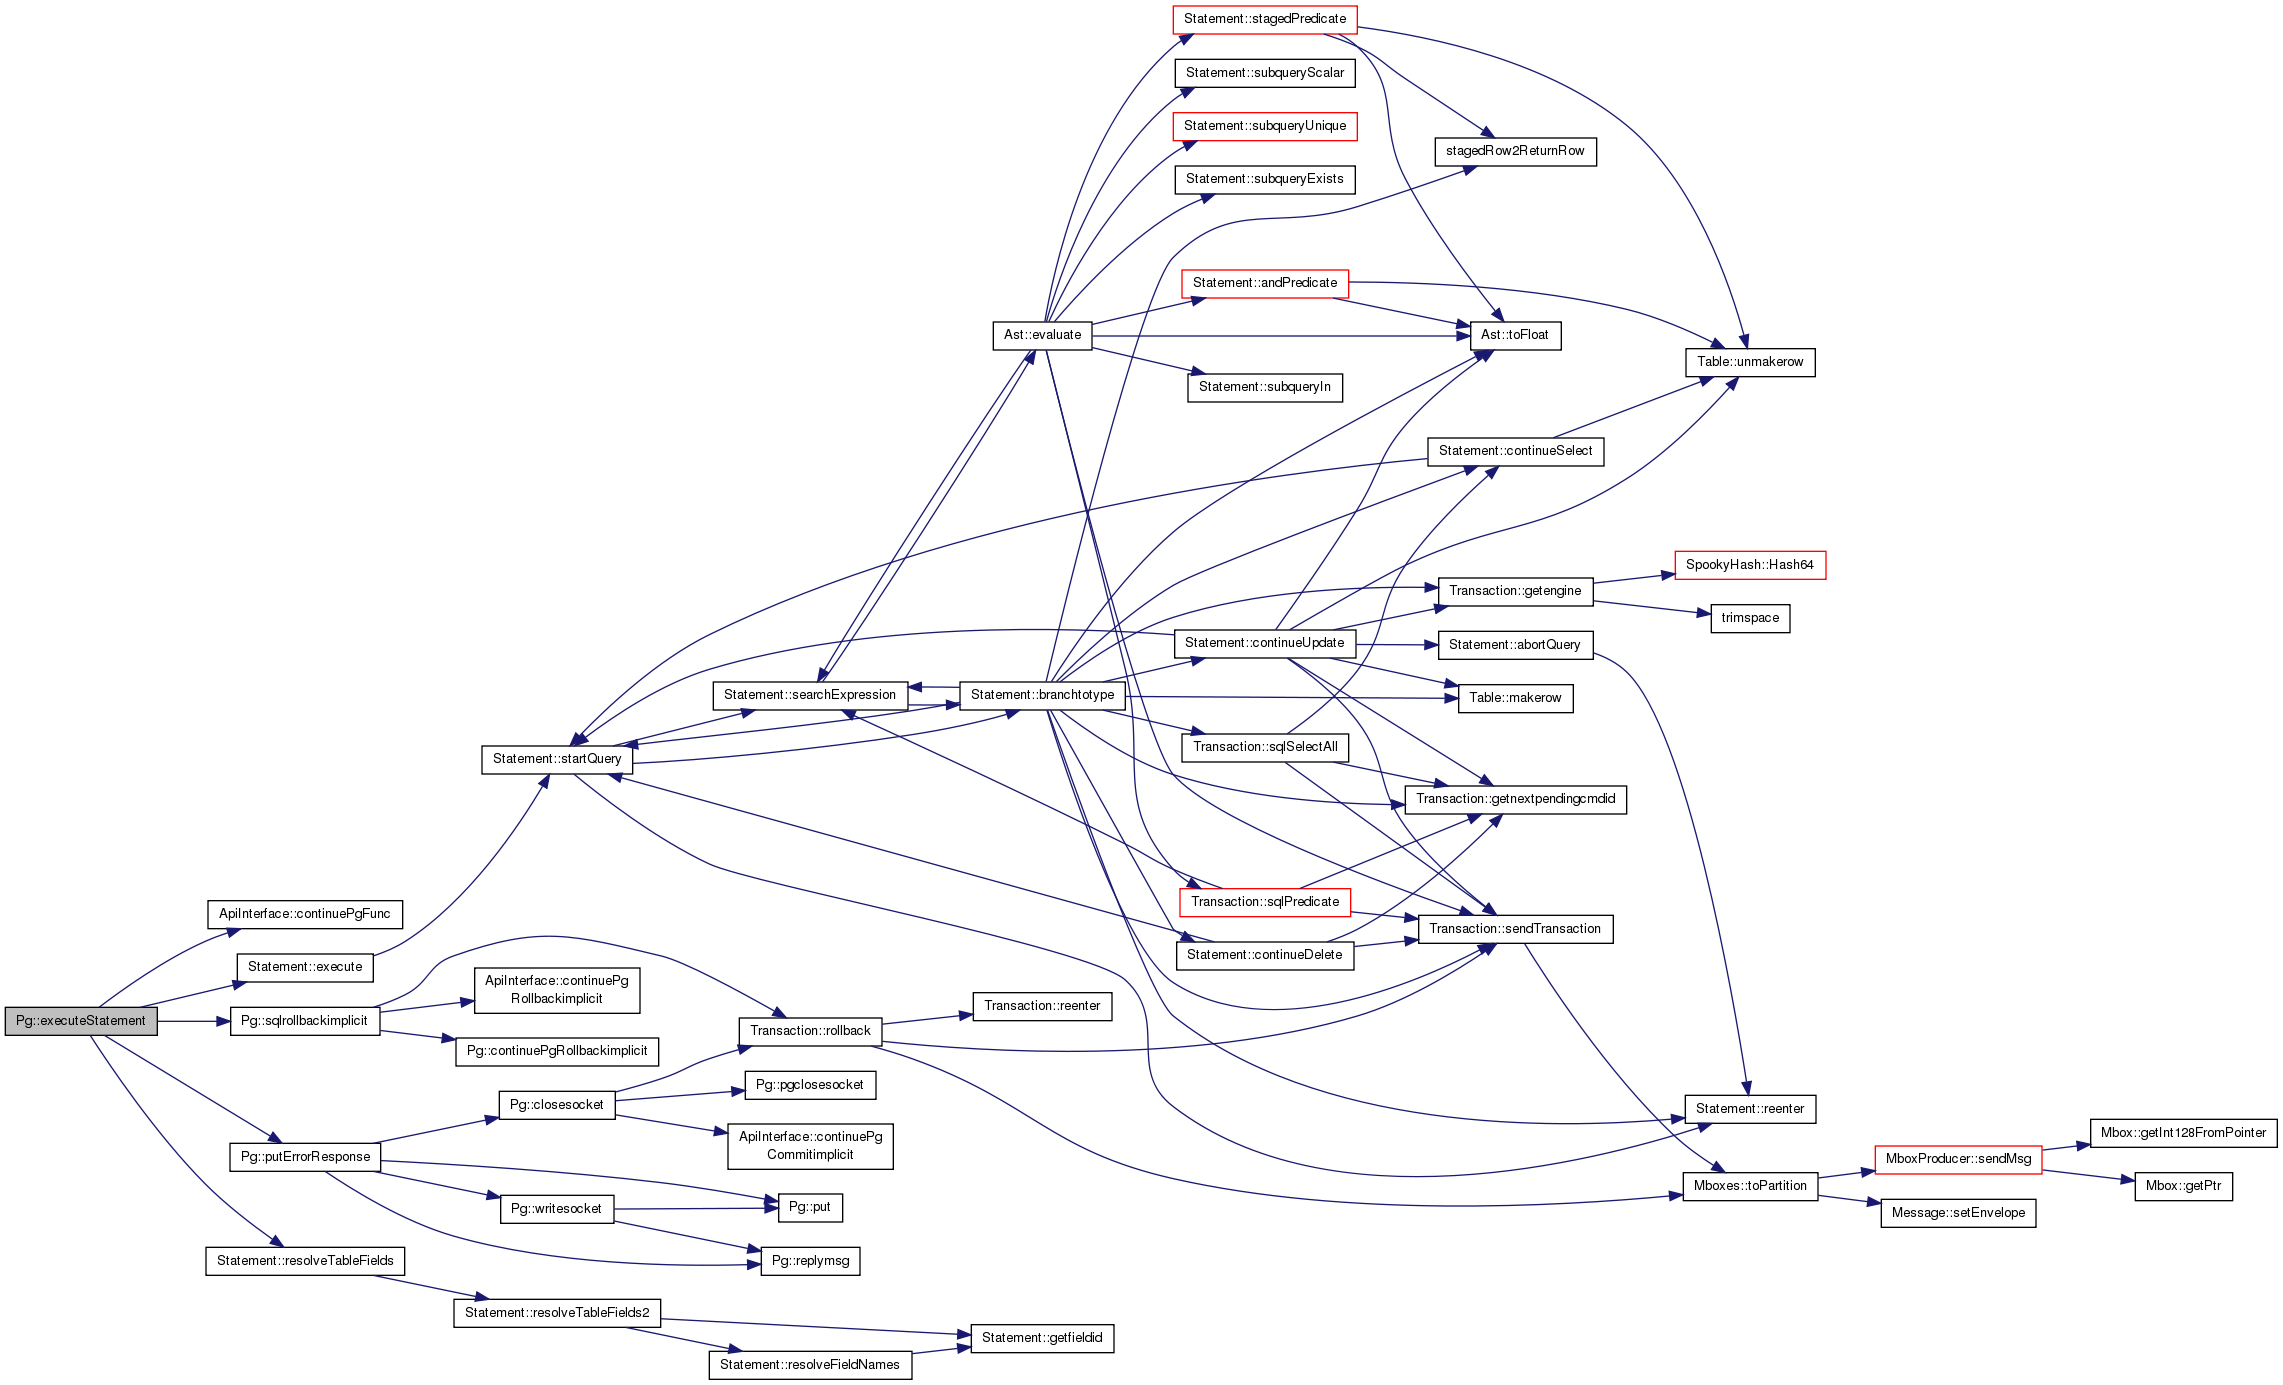 Statement::stagedPredicate
Statement::subqueryScalar
Statement::subqueryUnique
stagedRow2ReturnRow
Statement::subqueryExists
Statement::andPredicate
Ast::evaluate
Ast::toFloat
Table::unmakerow
Statement::subqueryIn
Statement::continueSelect
SpookyHash::Hash64
Transaction::getengine
trimspace
Statement::continueUpdate
Statement::abortQuery
Statement::searchExpression
Statement::branchtotype
Table::makerow
Transaction::sqlSelectAll
Statement::startQuery
Transaction::getnextpendingcmdid
Transaction::sqlPredicate
ApiInterface::continuePgFunc
Transaction::sendTransaction
Statement::continueDelete
Statement::execute
ApiInterface::continuePg
Rollbackimplicit
Transaction::reenter
Pg::executeStatement
Pg::sqlrollbackimplicit
Transaction::rollback
Pg::continuePgRollbackimplicit
Pg::pgclosesocket
Pg::closesocket
Statement::reenter
Mbox::getInt128FromPointer
ApiInterface::continuePg
Commitimplicit
Pg::putErrorResponse
MboxProducer::sendMsg
Mboxes::toPartition
Mbox::getPtr
Pg::writesocket
Pg::put
Message::setEnvelope
Statement::resolveTableFields
Pg::replymsg
Statement::resolveTableFields2
Statement::getfieldid
Statement::resolveFieldNames